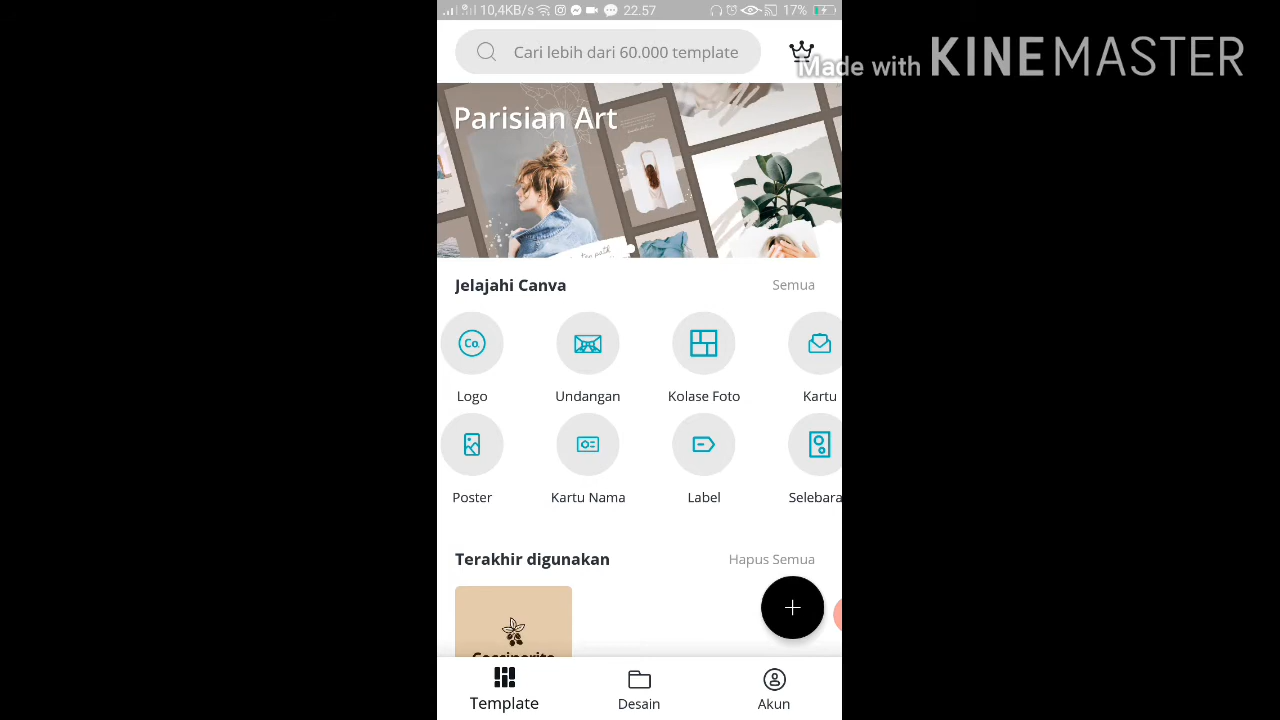 10,4KB/s 22.57 17%
Cari lebih dari 60.000 template
Made with KINEMASTER
Parisian Art
Jelajahi Canva Semua
Co.
Logo Undangan Kolase Foto Kartu
Poster Kartu Nama Label Selebara
Terakhir digunakan Hapus Semua
Template Desain Akun